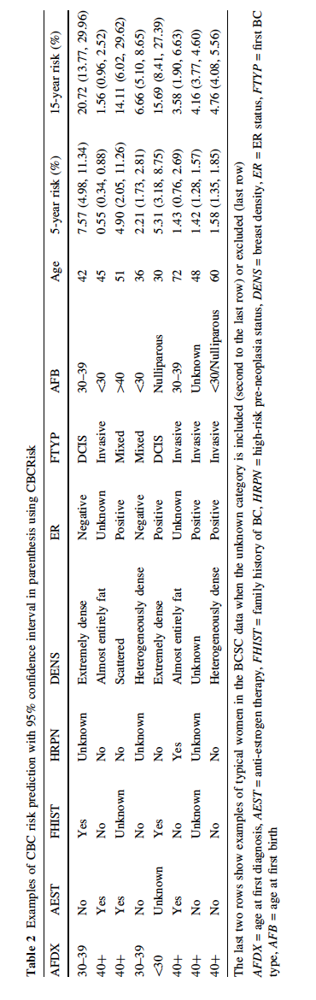 Table 2 Examples of CBC risk prediction with 95% confidence interval in parenthesis using CBCRisk
AFDX AEST FHIST HRPN DENS ER FTYP AFB Age 5-year risk (%) 15-year risk (%)
30–39 No Yes Unknown Extremely dense Negative DCIS 30–39 42 7.57 (4.98, 11.34) 20.72 (13.77, 29.96)
40+ Yes No No Almost entirely fat Unknown Invasive <30 45 0.55 (0.34, 0.88) 1.56 (0.96, 2.52)
40+ Yes Unknown No Scattered Positive Mixed >40 51 4.90 (2.05, 11.26) 14.11 (6.02, 29.62)
30–39 No No Unknown Heterogeneously dense Negative Mixed <30 36 2.21 (1.73, 2.81) 6.66 (5.10, 8.65)
<30 Unknown Yes No Extremely dense Positive DCIS Nulliparous 30 5.31 (3.18, 8.75) 15.69 (8.41, 27.39)
40+ Yes No Yes Almost entirely fat Unknown Invasive 30–39 72 1.43 (0.76, 2.69) 3.58 (1.90, 6.63)
40+ No Unknown Unknown Unknown Positive Invasive Unknown 48 1.42 (1.28, 1.57) 4.16 (3.77, 4.60)
40+ No No No Heterogeneously dense Positive Invasive <30/Nulliparous 60 1.58 (1.35, 1.85) 4.76 (4.08, 5.56)
The last two rows show examples of typical women in the BCSC data when the unknown category is included (second to the last row) or excluded (last row)
AFDX = age at first diagnosis, AEST = anti-estrogen therapy, FHIST = family history of BC, HRPN = high-risk pre-neoplasia status, DENS = breast density, ER = ER status, FTYP = first BC
type, AFB = age at first birth